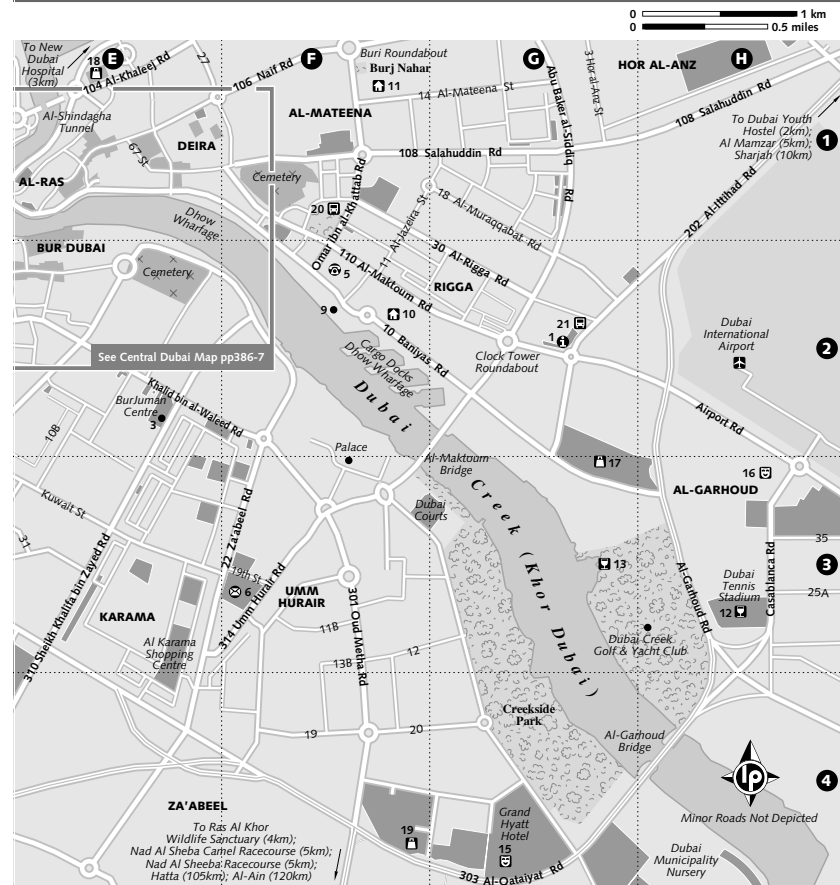 0 1 km
0 0.5 miles
To New
Dubai
Hospital
(3km)
E
F
G
H
18
104 Al-Khaleej Rd
27
106 Naif Rd
Buri Roundabout
Burj Nahar
11
14 Al-Mateena St
Abu Baker al-Siddiq Rd
3 Hor al-Anz St
HOR AL-ANZ
108 Salahuddin Rd
To Dubai Youth
Hostel (2km);
Al Mamzar (5km);
Sharjah (10km)
1
Al-Shindagha
Tunnel
AL-MATEENA
DEIRA
67 St
108 Salahuddin Rd
AL-RAS
Cemetery
Omar ibn al-Khattab Rd
20
18 Al-Muraqqabat Rd
11 Al-Jazeira St
202 Al-Ittihad Rd
Dhow
Wharfage
BUR DUBAI
Cemetery
5
110 Al-Maktoum Rd
30 Al-Rigga Rd
RIGGA
9
10
10 Baniyas Rd
21
1
Clock Tower
Roundabout
Dubai
International
Airport
2
See Central Dubai Map pp386-7
Cargo Docks
Dhow Wharfage
Khalid bin al-Waleed Rd
BurJuman
Centre
3
10B
Airport Rd
Palace
Al-Maktoum
Bridge
17
16
AL-GARHOUD
Kuwait St
31
22 Za'abeel Rd
Dubai
Courts
Dubai Creek (Khor Dubai)
35
3
13
Al-Garhoud Rd
Dubai
Tennis
Stadium
12
Casablanca Rd
25A
310 Sheikh Khalifa bin Zayed Rd
19th St
6
UMM
HURAIR
314 Umm Hurair Rd
301 Oud Metha Rd
KARAMA
11B
Al Karama
Shopping
Centre
13B
12
Dubai Creek
Golf & Yacht Club
Creekside
Park
19
20
Al-Garhoud
Bridge
lp
4
Minor Roads Not Depicted
ZA'ABEEL
To Ras Al Khor
Wildlife Sanctuary (4km);
Nad Al Sheba Camel Racecourse (5km);
Nad Al Sheeba Racecourse (5km);
Hatta (105km); Al-Ain (120km)
19
Grand
Hyatt
Hotel
15
303 Al-Qataiyat Rd
Dubai
Municipality
Nursery